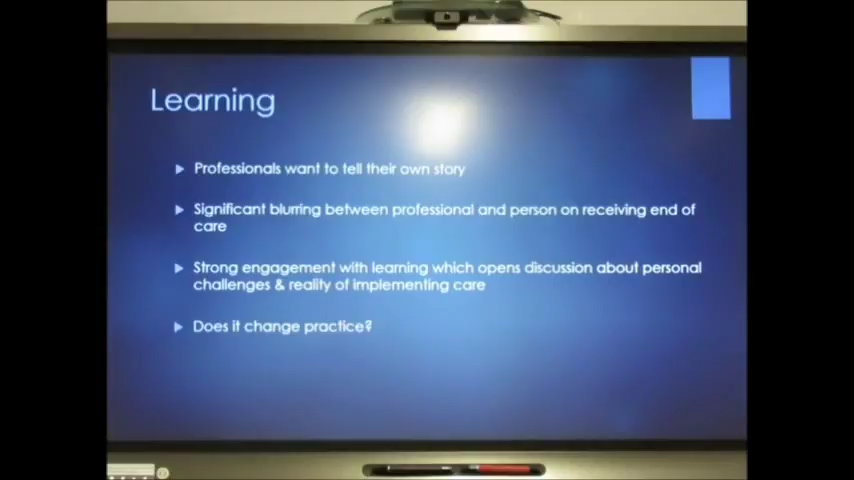 Learning
Professionals want to tell their own story
Significant blurring between professional and person on receiving end of
care
Strong engagement with learning which opens discussion about personal
challenges & reality of implementing care
Does it change practice?